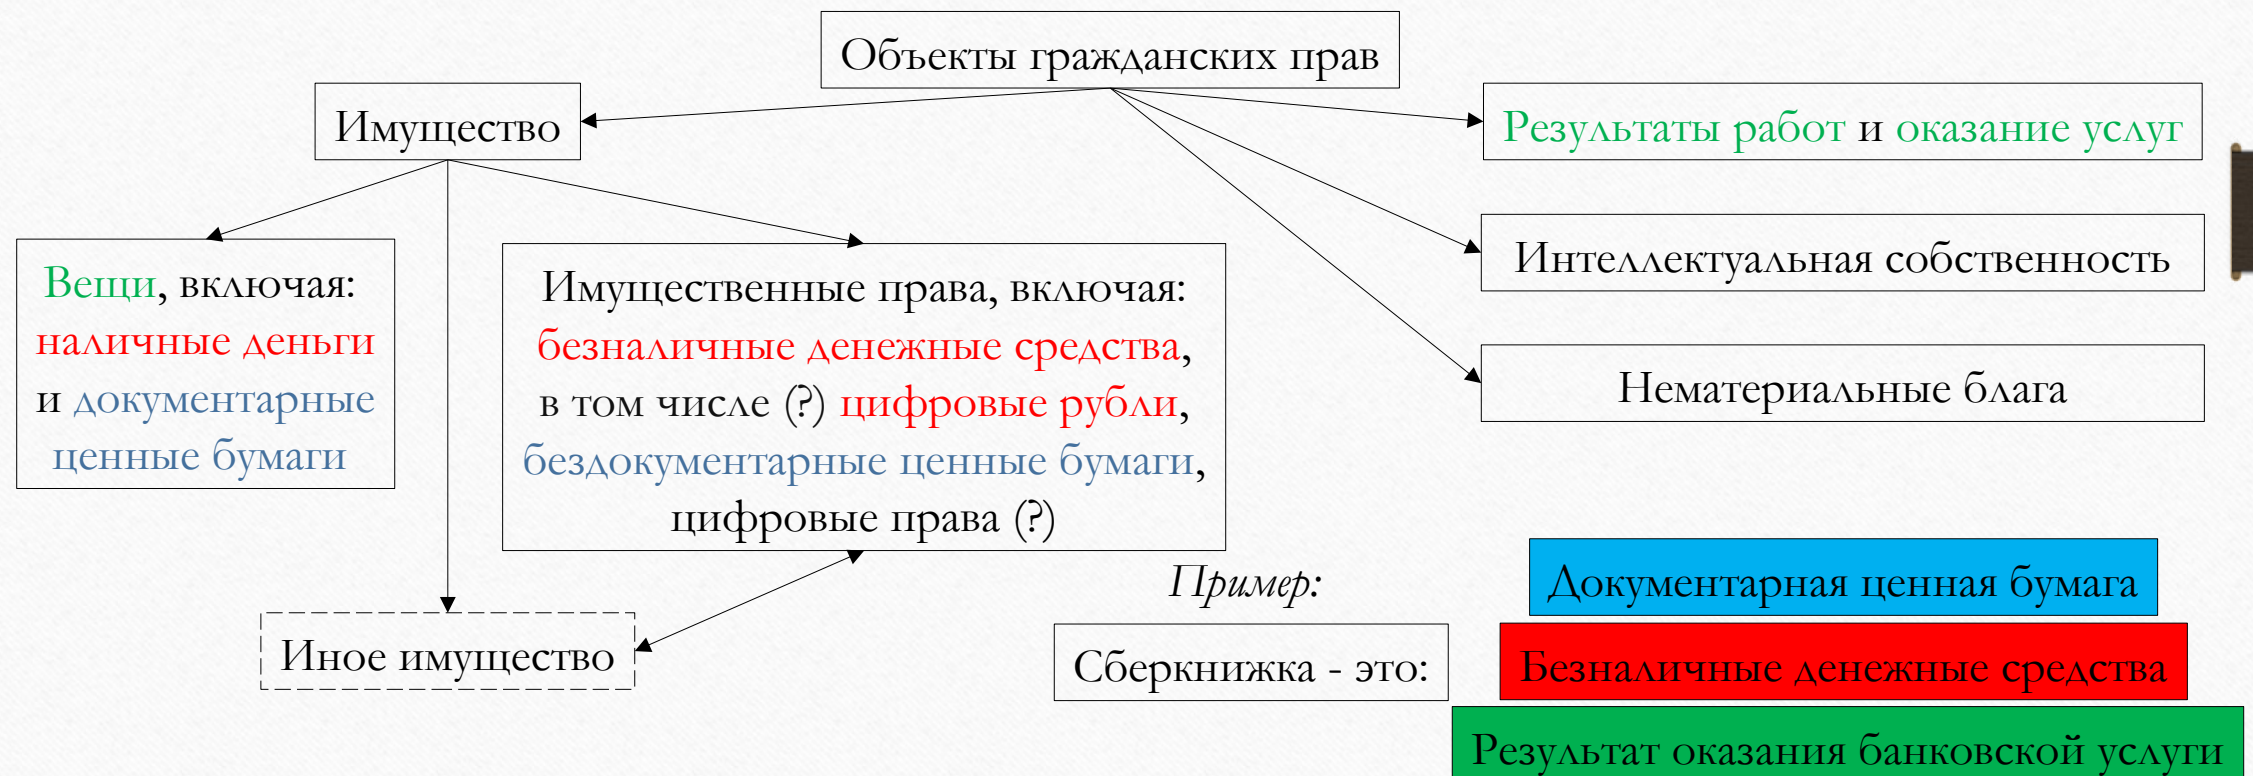 Объекты гражданских прав
Имущество
Результаты работ и оказание услуг
Интеллектуальная собственность
Нематериальные блага
Вещи, включая:
наличные деньги
и документарные
ценные бумаги
Имущественные права, включая:
безналичные денежные средства,
в том числе (?) цифровые рубли,
бездокументарные ценные бумаги,
цифровые права (?)
Иное имущество
Пример:
Сберкнижка - это:
Документарная ценная бумага
Безналичные денежные средства
Результат оказания банковской услуги